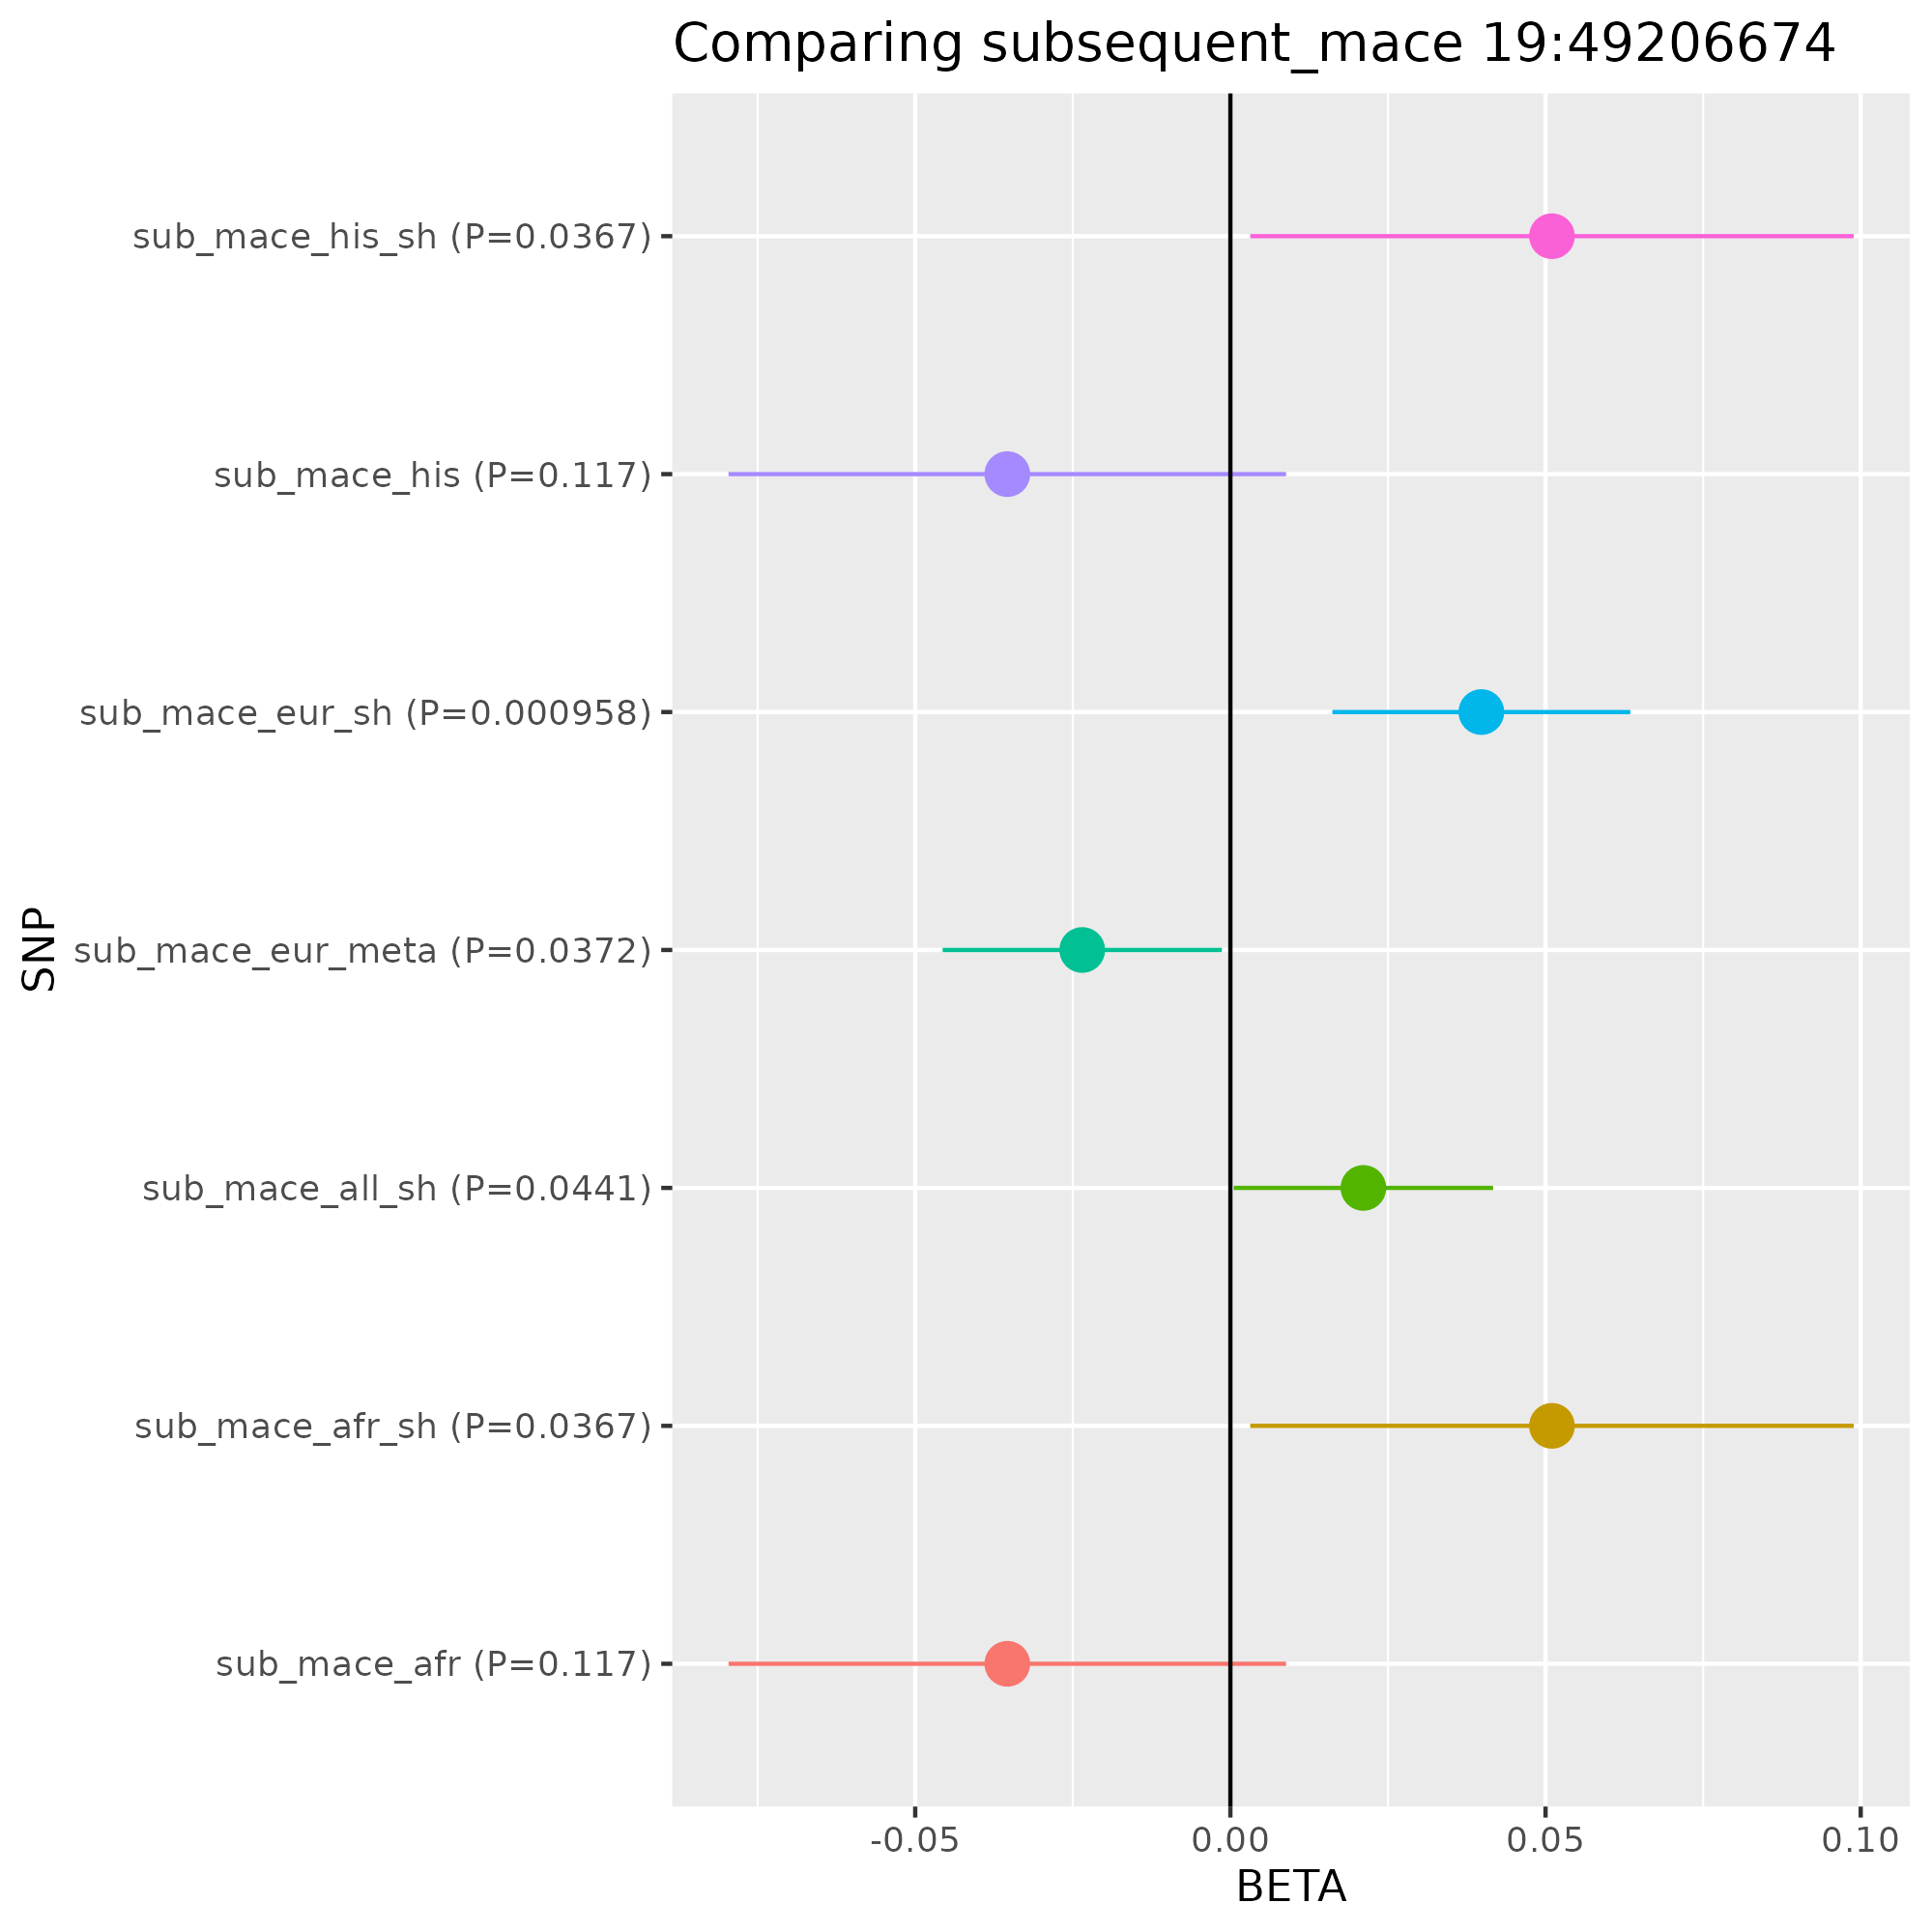 Comparing subsequent_mace 19:49206674
sub_mace_his_sh (P=0.0367)
sub_mace_his (P=0.117)
sub_mace_eur_sh (P=0.000958)
sub_mace_eur_meta (P=0.0372)
sub_mace_all_sh (P=0.0441)
sub_mace_afr_sh (P=0.0367)
sub_mace_afr (P=0.117)
SNP
-0.05 0.00 0.05 0.10
BETA